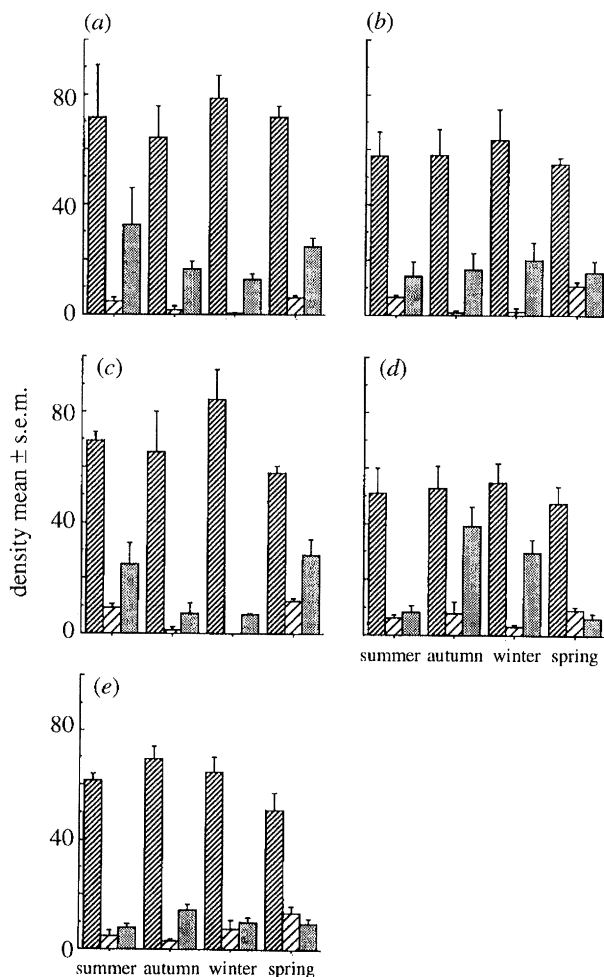 (a)
(b)
80
40
0
(c)
(d)
80
40
0
density mean ± s.e.m.
summer autumn winter spring
(e)
80
40
0
summer autumn winter spring